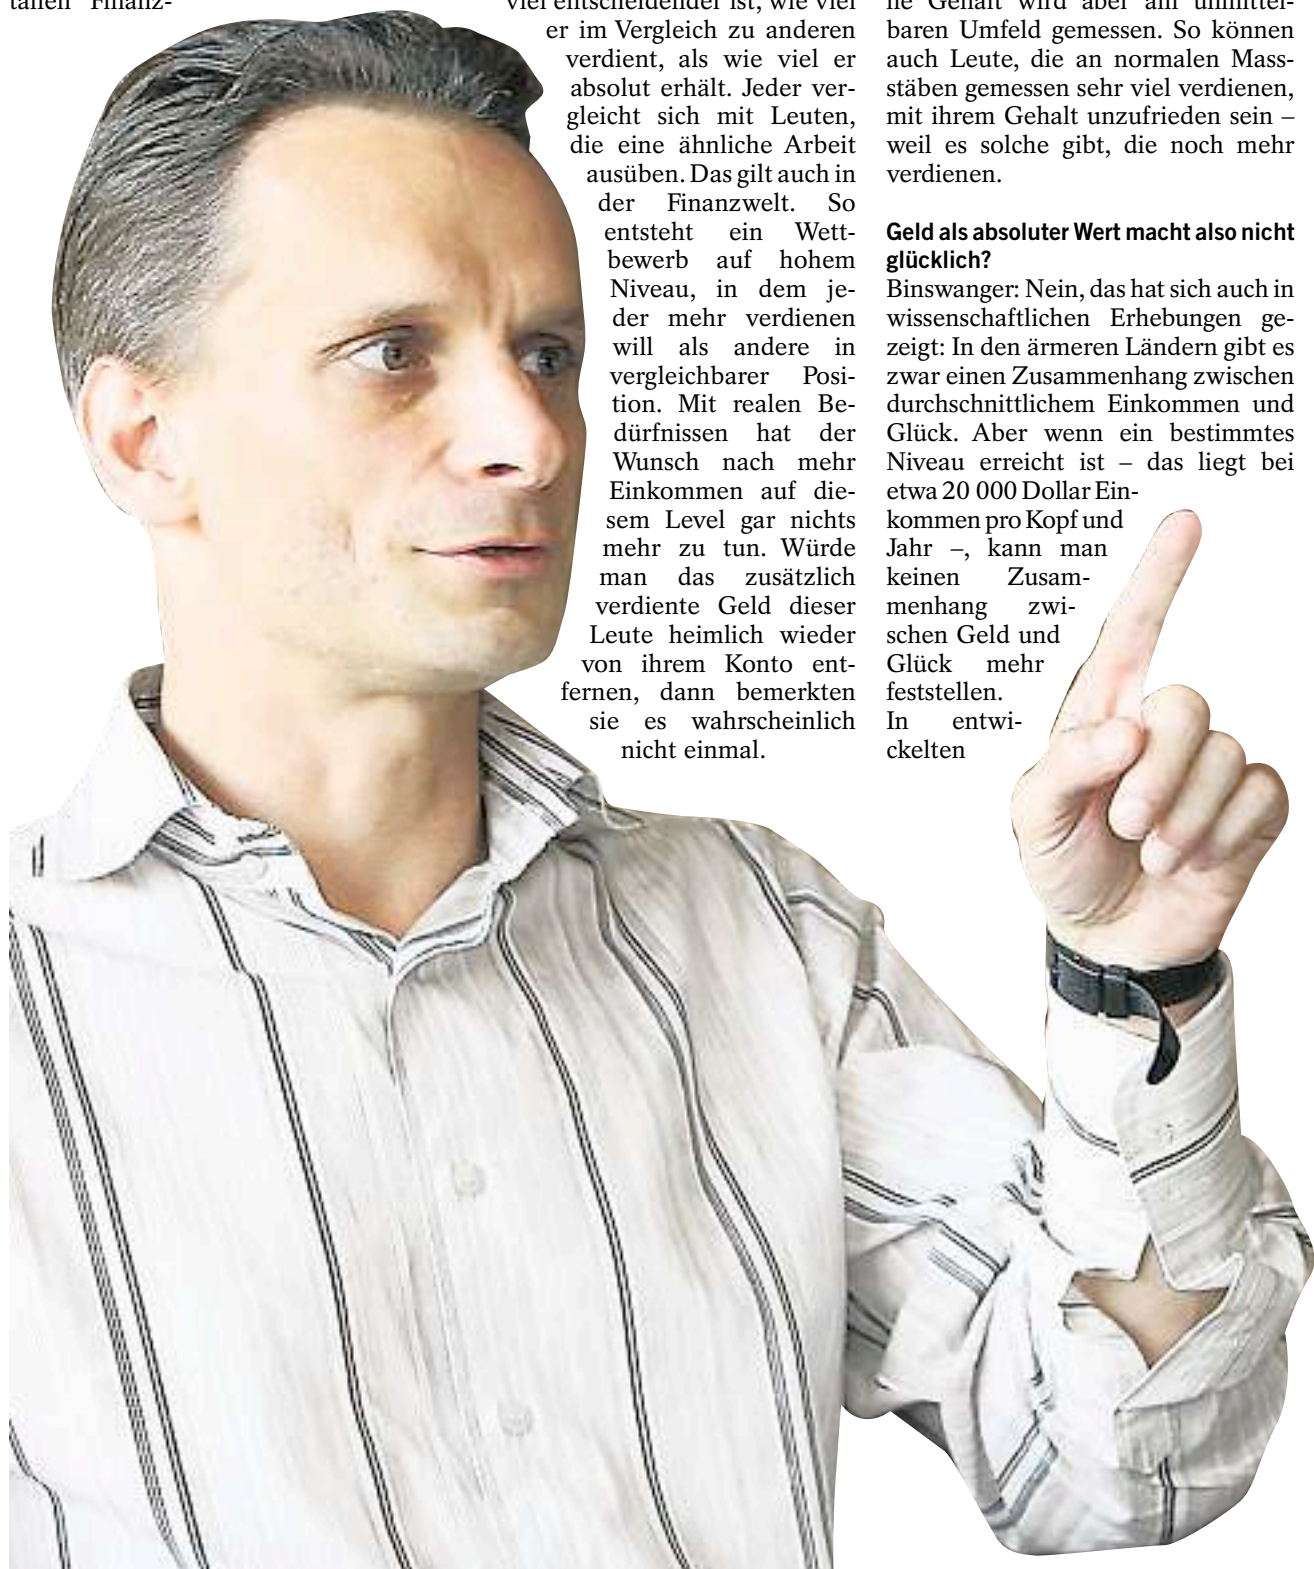 talen Finanz-
viel entscheidender ist, wie viel
er im Vergleich zu anderen
verdient, als wie viel er
absolut erhält. Jeder ver-
gleicht sich mit Leuten,
die eine ähnliche Arbeit
ausüben. Das gilt auch in
der Finanzwelt. So
entsteht ein Wett-
bewerb auf hohem
Niveau, in dem je-
der mehr verdienen
will als andere in
vergleichbarer Posi-
tion. Mit realen Be-
dürfnissen hat der
Wunsch nach mehr
Einkommen auf die-
sem Level gar nichts
mehr zu tun. Würde
man das zusätzlich
verdiente Geld dieser
Leute heimlich wieder
von ihrem Konto ent-
fernen, dann bemerkten
sie es wahrscheinlich
nicht einmal.
ne Gehalt wird aber am unmittel-
baren Umfeld gemessen. So können
auch Leute, die an normalen Mass-
stäben gemessen sehr viel verdienen,
mit ihrem Gehalt unzufrieden sein –
weil es solche gibt, die noch mehr
verdienen.
Geld als absoluter Wert macht also nicht
glücklich?
Binswanger: Nein, das hat sich auch in
wissenschaftlichen Erhebungen ge-
zeigt: In den ärmeren Ländern gibt es
zwar einen Zusammenhang zwischen
durchschnittlichem Einkommen und
Glück. Aber wenn ein bestimmtes
Niveau erreicht ist – das liegt bei
etwa 20 000 Dollar Ein-
kommen pro Kopf und
Jahr –, kann man
keinen Zusam-
menhang zwi-
schen Geld und
Glück mehr
feststellen.
In entwi-
ckelten